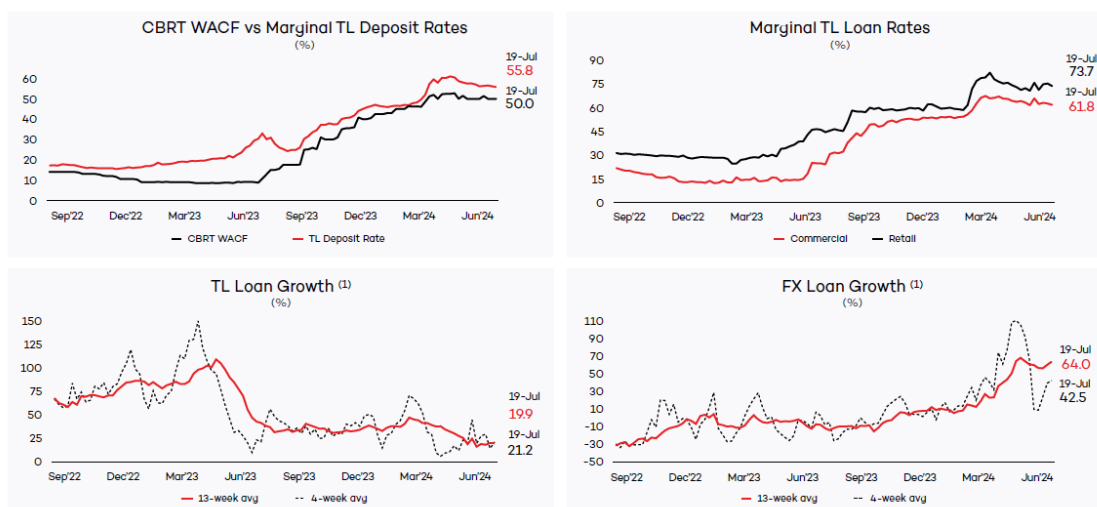 CBRT WACF vs Marginal TL Deposit Rates
(%)
19-Jul
55.8
19-Jul
50.0
60
50
40
30
20
10
0
Sep'22 Dec'22 Mar'23 Jun'23 Sep'23 Dec'23 Mar'24 Jun'24
CBRT WACF TL Deposit Rate
Marginal TL Loan Rates
(%)
19-Jul
73.7
19-Jul
61.8
90
75
60
45
30
15
0
Sep'22 Dec'22 Mar'23 Jun'23 Sep'23 Dec'23 Mar'24 Jun'24
Commercial Retail
TL Loan Growth (1)
(%)
150
125
100
75
50
25
0
19-Jul
19.9
19-Jul
21.2
Sep'22 Dec'22 Mar'23 Jun'23 Sep'23 Dec'23 Mar'24 Jun'24
13-week avg 4-week avg
FX Loan Growth (1)
(%)
110
90
70
50
30
10
-10
-30
-50
19-Jul
64.0
19-Jul
42.5
Sep'22 Dec'22 Mar'23 Jun'23 Sep'23 Dec'23 Mar'24 Jun'24
13-week avg 4-week avg